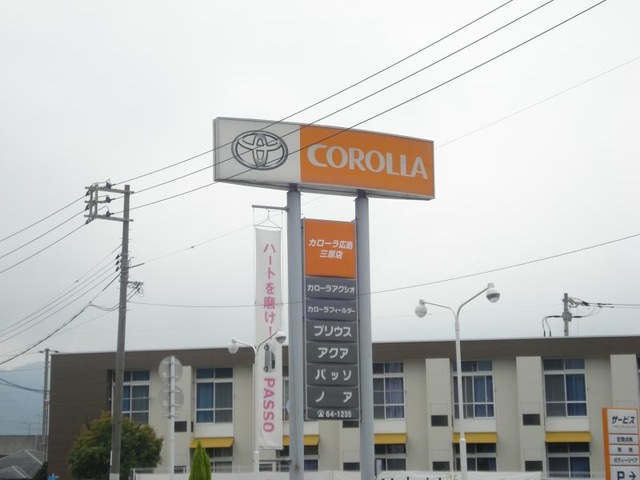 COROLLA
カローラ広島
三原店
カローラアクシオ
カローラフィールダー
プリウス
アクア
パッソ
ノア
64-1235
ハートを磨け!
PASSO
サービス
P